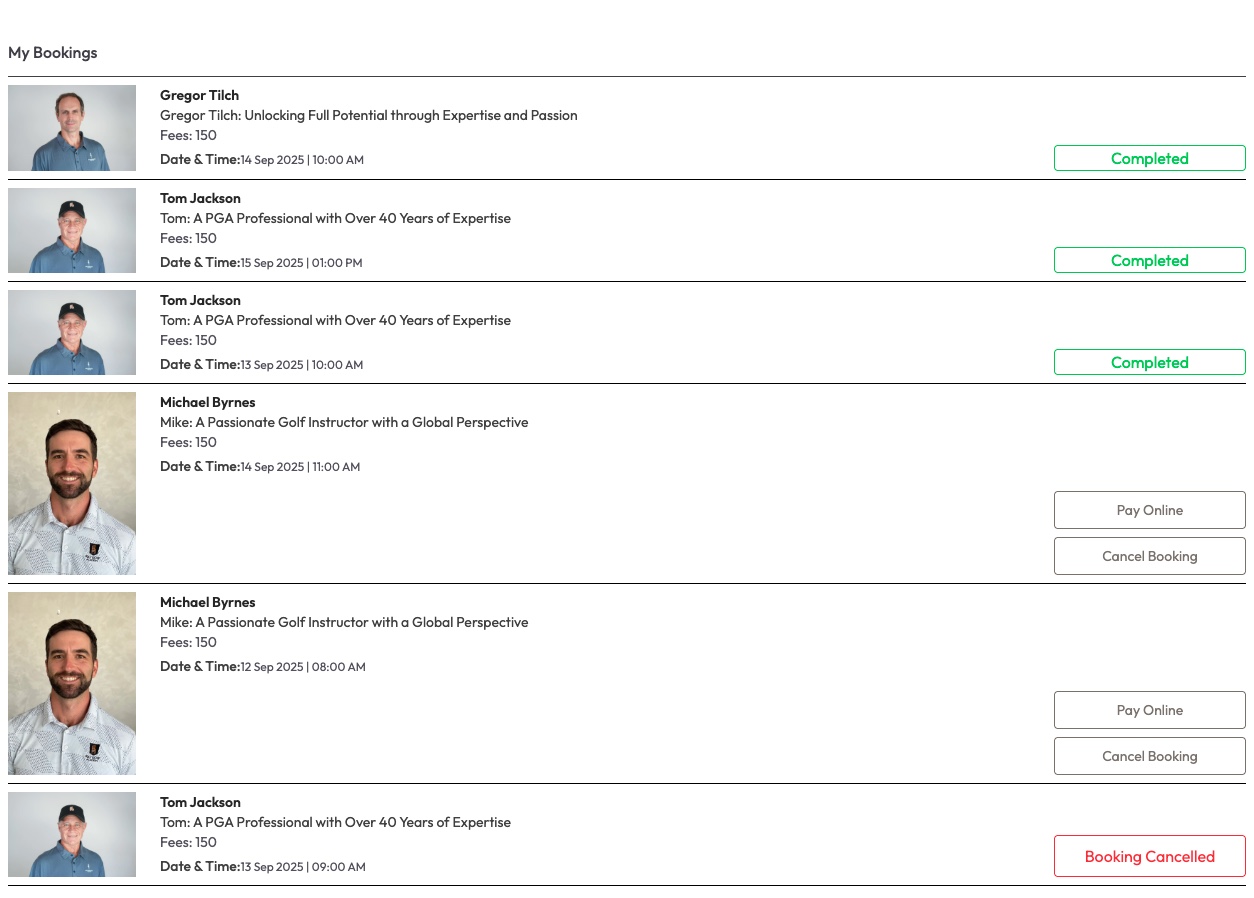 My Bookings
Gregor Tilch
Gregor Tilch: Unlocking Full Potential through Expertise and Passion
Fees: 150
Date & Time:14 Sep 2025 | 10:00 AM
Completed
Tom Jackson
Tom: A PGA Professional with Over 40 Years of Expertise
Fees: 150
Date & Time:15 Sep 2025 | 01:00 PM
Completed
Tom Jackson
Tom: A PGA Professional with Over 40 Years of Expertise
Fees: 150
Date & Time:13 Sep 2025 | 10:00 AM
Completed
Michael Byrnes
Mike: A Passionate Golf Instructor with a Global Perspective
Fees: 150
Date & Time:14 Sep 2025 | 11:00 AM
Pay Online
Cancel Booking
Michael Byrnes
Mike: A Passionate Golf Instructor with a Global Perspective
Fees: 150
Date & Time:12 Sep 2025 | 08:00 AM
Pay Online
Cancel Booking
Tom Jackson
Tom: A PGA Professional with Over 40 Years of Expertise
Fees: 150
Date & Time:13 Sep 2025 | 09:00 AM
Booking Cancelled